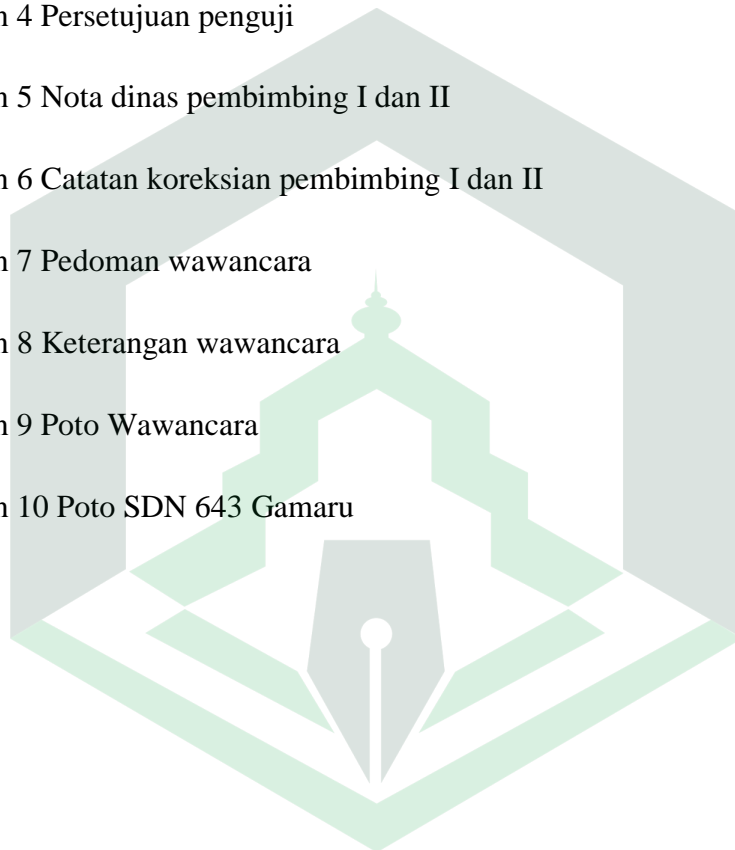 n 4 Persetujuan penguji
n 5 Nota dinas pembimbing I dan II
n 6 Catatan koreksian pembimbing I dan II
n 7 Pedoman wawancara
n 8 Keterangan wawancara
n 9 Poto Wawancara
n 10 Poto SDN 643 Gamaru